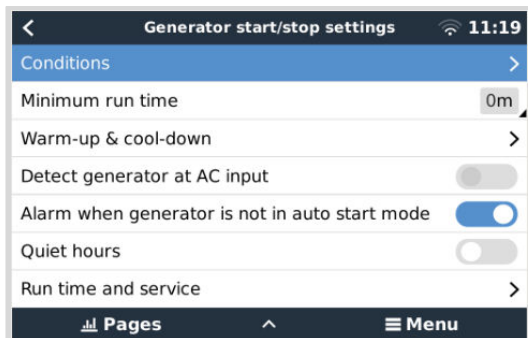 Generator start/stop settings 11:19
Conditions
Minimum run time 0m
Warm-up & cool-down
Detect generator at AC input
Alarm when generator is not in auto start mode
Quiet hours
Run time and service
Pages Menu